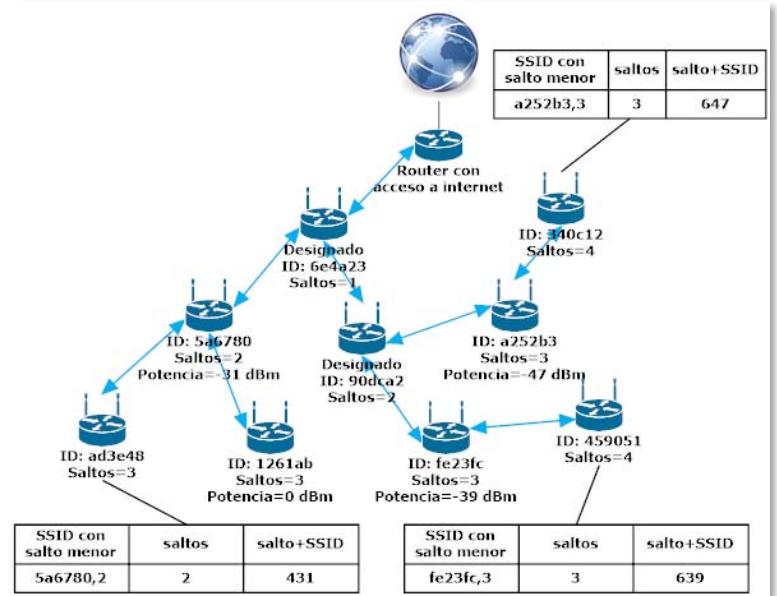 SSID con salto menor | saltos | salto+SSID
a252b3,3 | 3 | 647
Router con
acceso a internet
ID: 340c12
Saltos=4
Designado
ID: 6e4a23
Saltos=1
ID: 5a6780
Saltos=2
Potencia=-31 dBm
Designado
ID: 90dca2
Saltos=2
ID: a252b3
Saltos=3
Potencia=-47 dBm
ID: ad3e48
Saltos=3
ID: 1261ab
Saltos=3
Potencia=0 dBm
ID: fe23fc
Saltos=3
Potencia=-39 dBm
ID: 459051
Saltos=4
SSID con salto menor | saltos | salto+SSID
5a6780,2 | 2 | 431
SSID con salto menor | saltos | salto+SSID
fe23fc,3 | 3 | 639